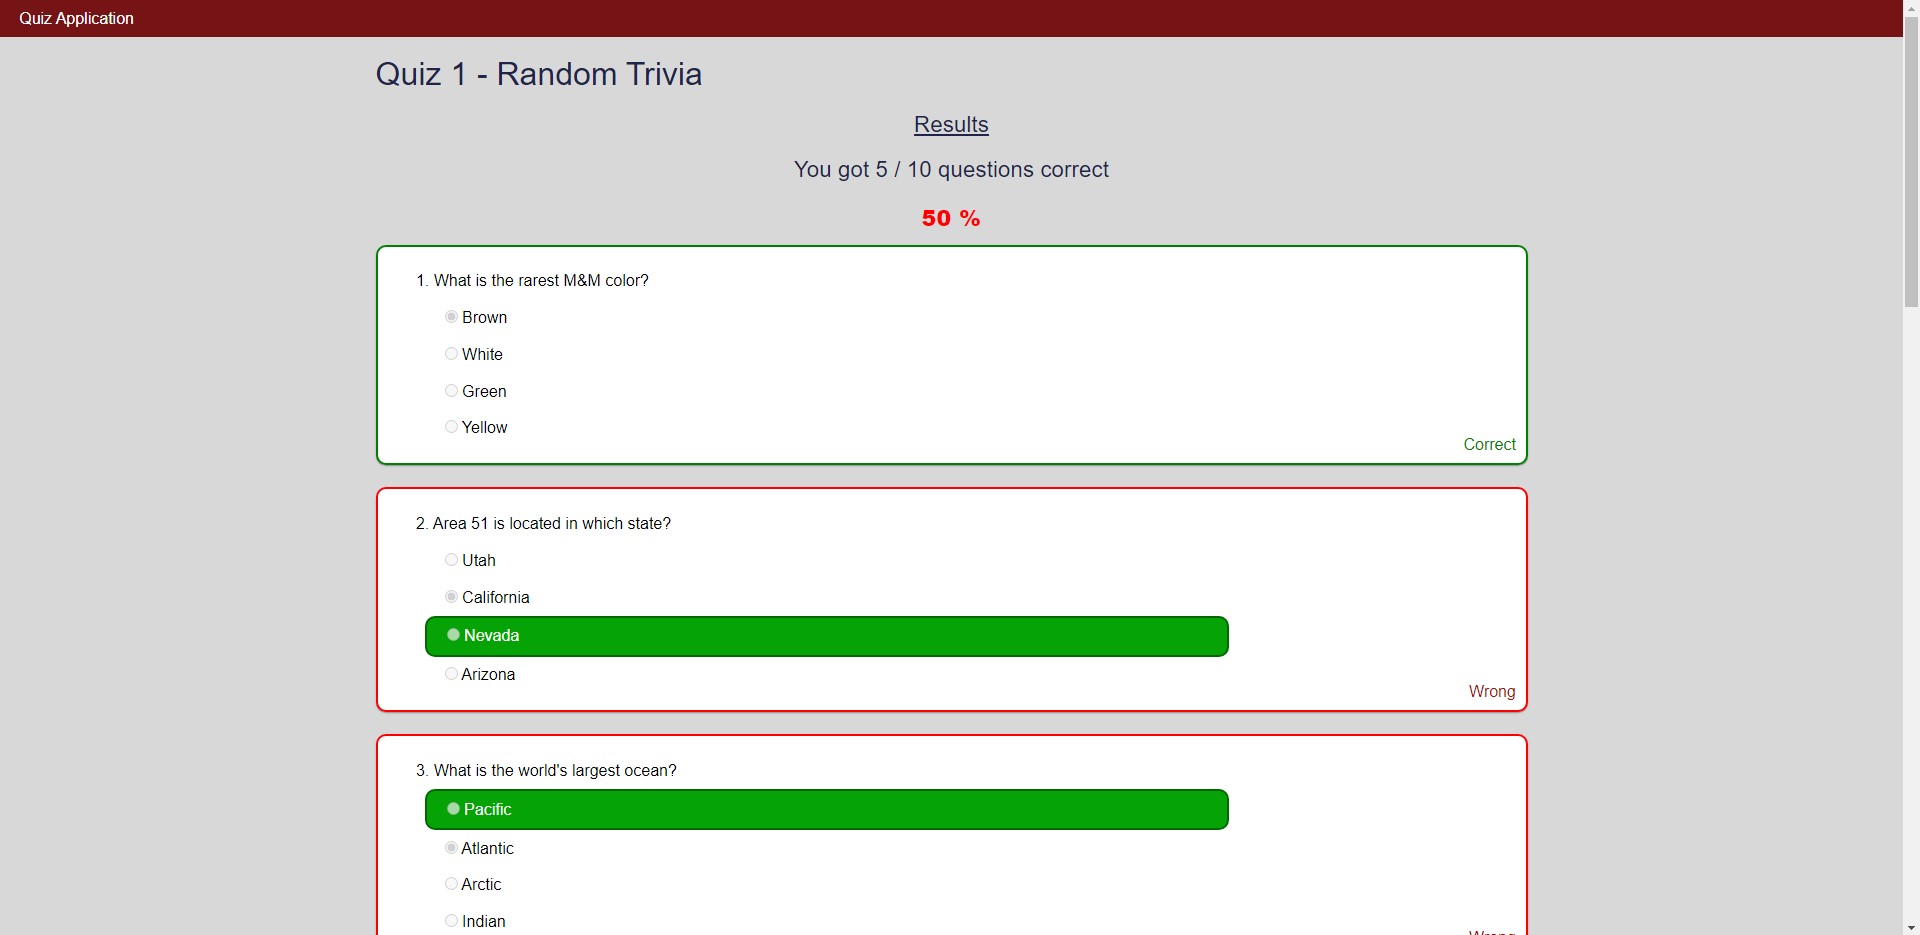 Quiz Application
Quiz 1 - Random Trivia
Results
You got 5 / 10 questions correct
50 %
1. What is the rarest M&M color?
Brown
White
Green
Yellow
Correct
2. Area 51 is located in which state?
Utah
California
Nevada
Arizona
Wrong
3. What is the world's largest ocean?
Pacific
Atlantic
Arctic
Indian